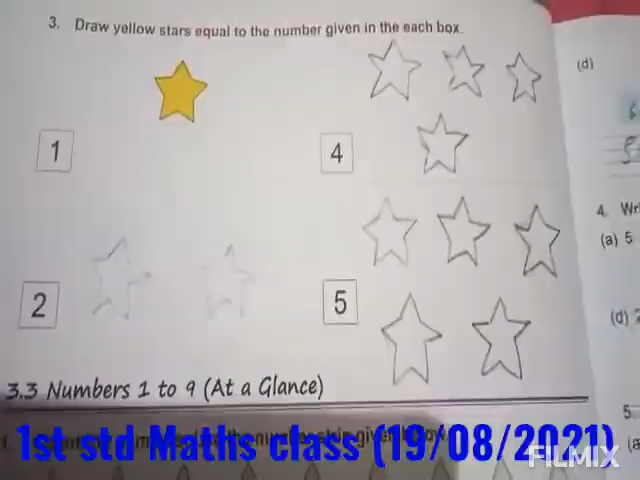 3. Draw yellow stars equal to the number given in the each box.
1
4
2
5
3.3 Numbers 1 to 9 (At a Glance)
1st std Maths class (19/08/2021)
FILMIX
(d)
4.
(a) 5
(d)
5.